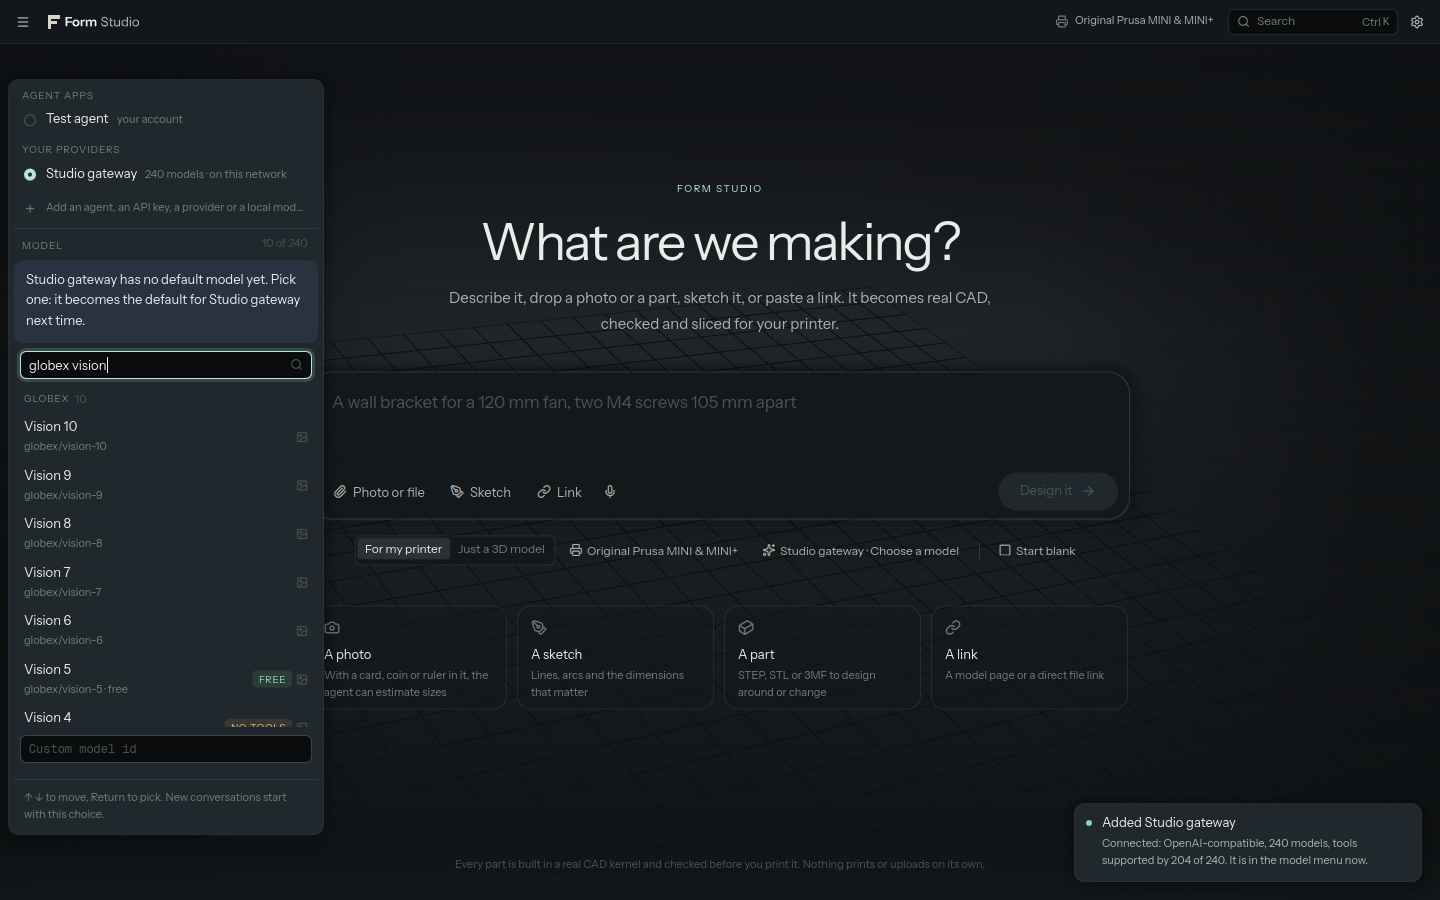 Form Studio
Original Prusa MINI & MINI+
Search
Ctrl K
AGENT APPS
Test agent your account
YOUR PROVIDERS
Studio gateway 240 models · on this network
Add an agent, an API key, a provider or a local mod...
MODEL
10 of 240
Studio gateway has no default model yet. Pick
one: it becomes the default for Studio gateway
next time.
globex vision
GLOBEX 10
Vision 10
globex/vision-10
Vision 9
globex/vision-9
Vision 8
globex/vision-8
Vision 7
globex/vision-7
Vision 6
globex/vision-6
Vision 5
globex/vision-5 · free
FREE
Vision 4
NO TOOLS
Custom model id
↑ ↓ to move, Return to pick. New conversations start
with this choice.
FORM STUDIO
What are we making?
Describe it, drop a photo or a part, sketch it, or paste a link. It becomes real CAD,
checked and sliced for your printer.
A wall bracket for a 120 mm fan, two M4 screws 105 mm apart
Photo or file
Sketch
Link
Design it
For my printer
Just a 3D model
Original Prusa MINI & MINI+
Studio gateway · Choose a model
Start blank
A photo
With a card, coin or ruler in it, the
agent can estimate sizes
A sketch
Lines, arcs and the dimensions
that matter
A part
STEP, STL or 3MF to design
around or change
A link
A model page or a direct file link
Every part is built in a real CAD kernel and checked before you print it. Nothing prints or uploads on its own.
Added Studio gateway
Connected: OpenAI-compatible, 240 models, tools
supported by 204 of 240. It is in the model menu now.